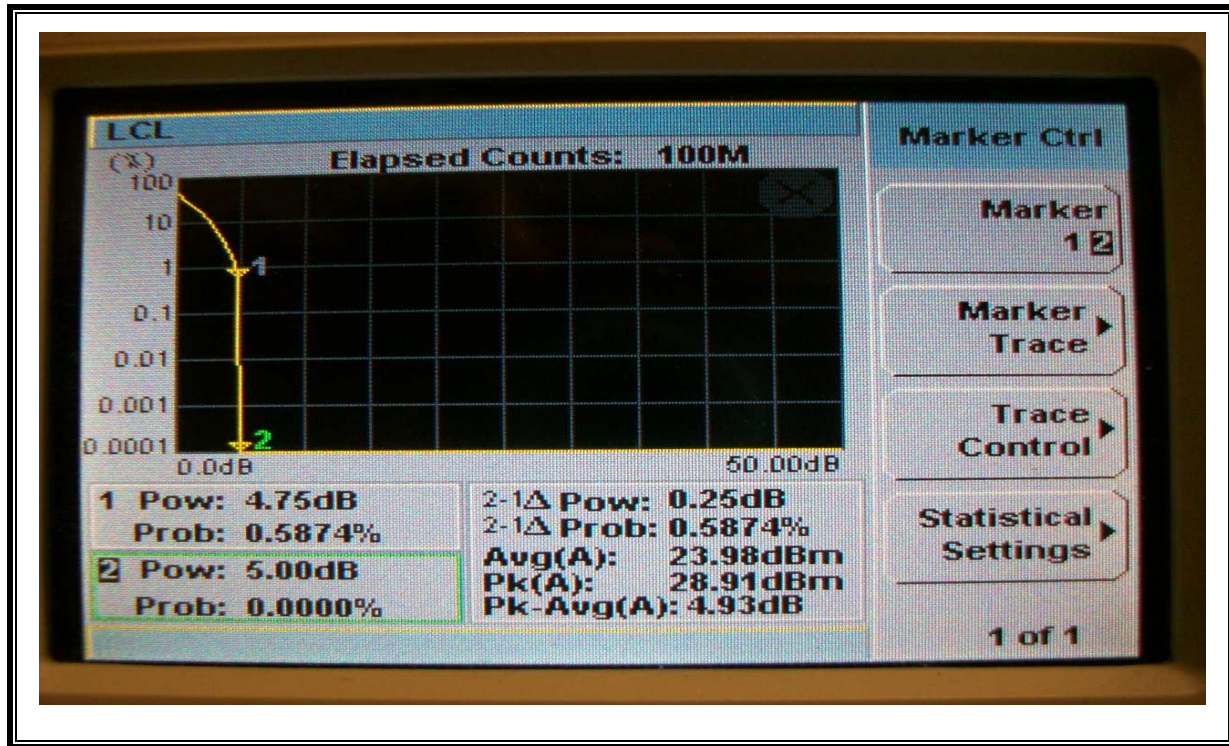 LCL
(%)
Elapsed Counts: 100M
100
10
1
0.1
0.01
0.001
0.0001
1
2
0.0dB
50.00dB
1 Pow: 4.75dB
Prob: 0.5874%
2 Pow: 5.00dB
Prob: 0.0000%
2-1Δ Pow: 0.25dB
2-1Δ Prob: 0.5874%
Avg(A): 23.98dBm
Pk(A): 28.91dBm
Pk-Avg(A): 4.93dB
Marker Ctrl
Marker
1 2
Marker
Trace
Trace
Control
Statistical
Settings
1 of 1